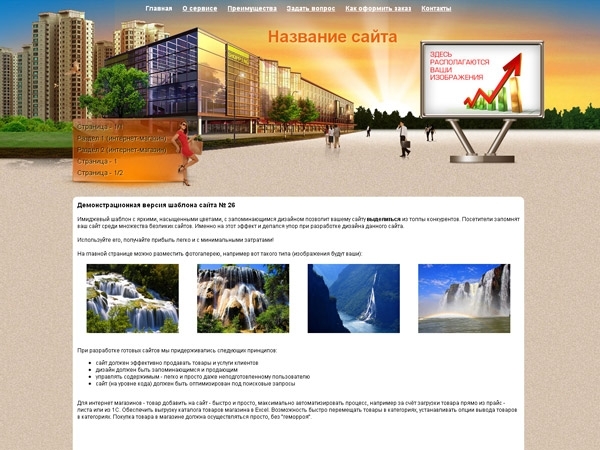 Главная О сервисе Преимущества Задать вопрос Как оформить заказ Контакты
Название сайта
ЗДЕСЬ
РАСПОЛАГАЮТСЯ
ВАШИ
ИЗОБРАЖЕНИЯ
Страница - 1/1
Раздел 1 (интернет-магазин)
Раздел 2 (интернет-магазин)
Страница - 1
Страница - 1/2
Демонстрационная версия шаблона сайта № 26
Имиджевый шаблон с яркими, насыщенными цветами, с запоминающимся дизайном позволит вашему сайту выделиться из толпы конкурентов. Посетители запомнят
ваш сайт среди множества безликих сайтов. Именно на этот эффект и делался упор при разработке дизайна данного сайта.
Используйте его, получайте прибыль легко и с минимальными затратами!
На главной странице можно разместить фотогалерею, например вот такого типа (изображения будут ваши):
При разработке готовых сайтов мы придерживались следующих принципов:
сайт должен эффективно продавать товары и услуги клиентов
дизайн должен быть запоминающимся и продающим
управлять содержимым - легко и просто даже неподготовленному пользователю
сайт (на уровне кода) должен быть оптимизирован под поисковые запросы
Для интернет магазинов - товар добавить на сайт - быстро и просто, максимально автоматизировать процесс, например за счёт загрузки товара прямо из прайс -
листа или из 1С. Обеспечить выгрузку каталога товаров магазина в Excel. Возможность быстро перемещать товары в категориях, устанавливать опции вывода товаров
в категориях. Покупка товара в магазине должна осуществляться просто, без "геморроя".